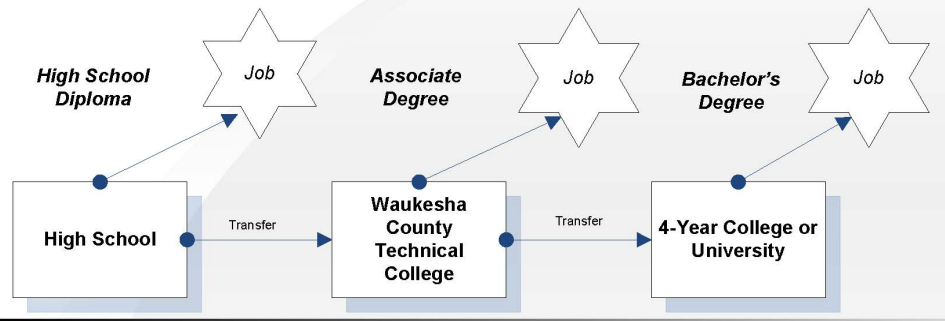 High School
Diploma
Job
Associate
Degree
Job
Bachelor's
Degree
Job
High School
Transfer
Waukesha
County
Technical
College
Transfer
4-Year College or
University